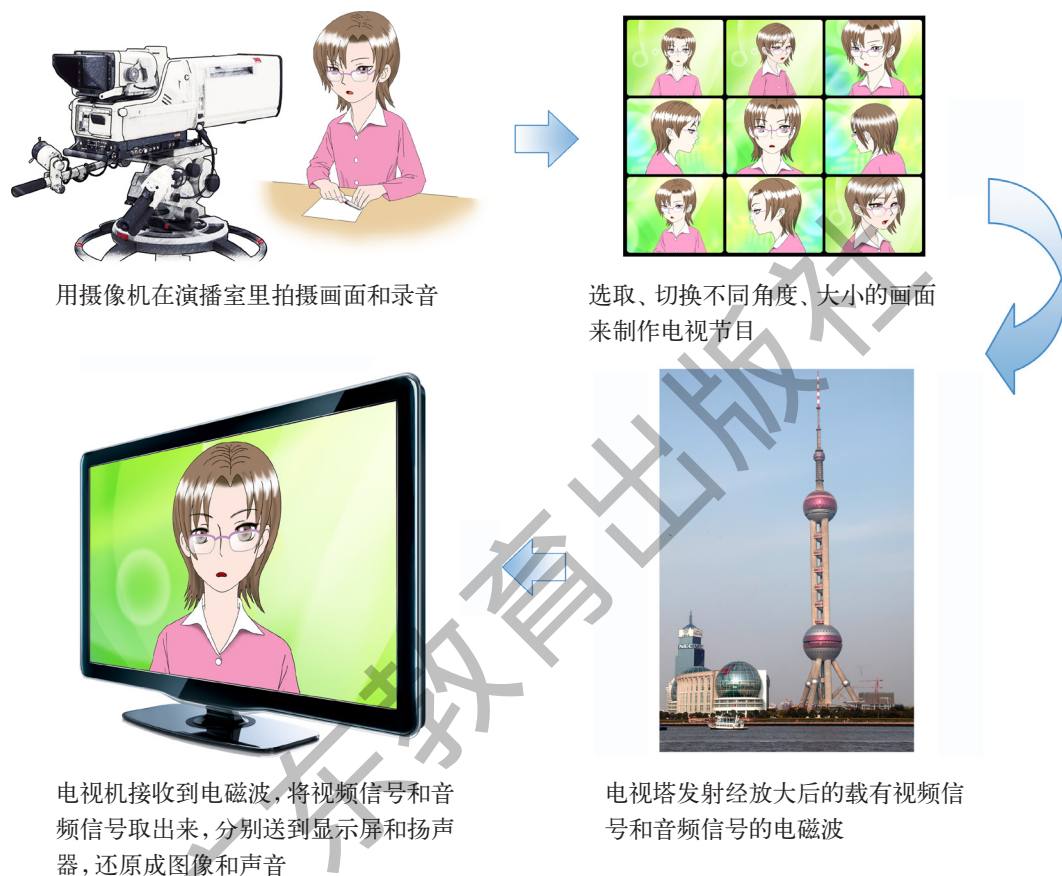 用摄像机在演播室里拍摄画面和录音
选取、切换不同角度、大小的画面
来制作电视节目
电视机接收到电磁波,将视频信号和音
频信号取出来,分别送到显示屏和扬声
器,还原成图像和声音
电视塔发射经放大后的载有视频信
号和音频信号的电磁波
广东教育出版社
NEC